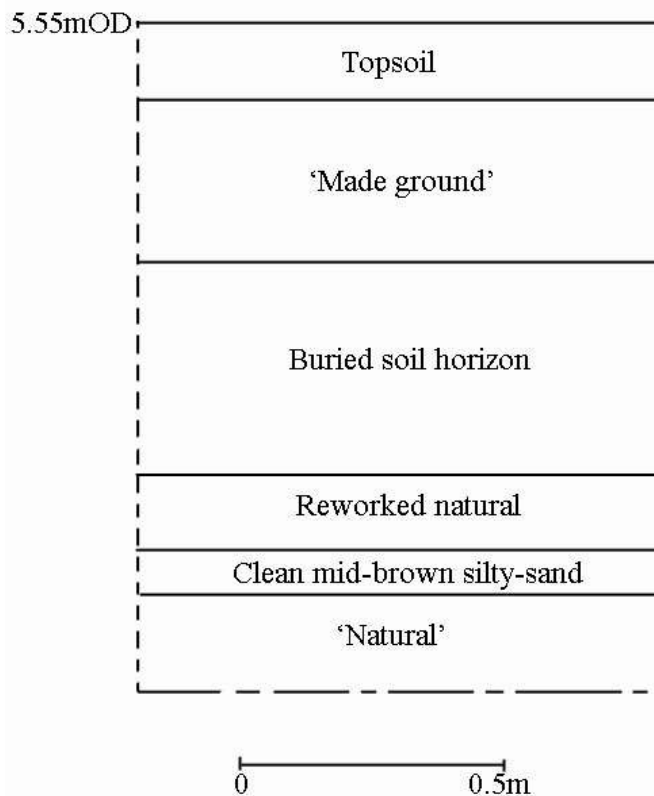 5.55mOD
Topsoil
‘Made ground’
Buried soil horizon
Reworked natural
Clean mid-brown silty-sand
‘Natural’
0 0.5m